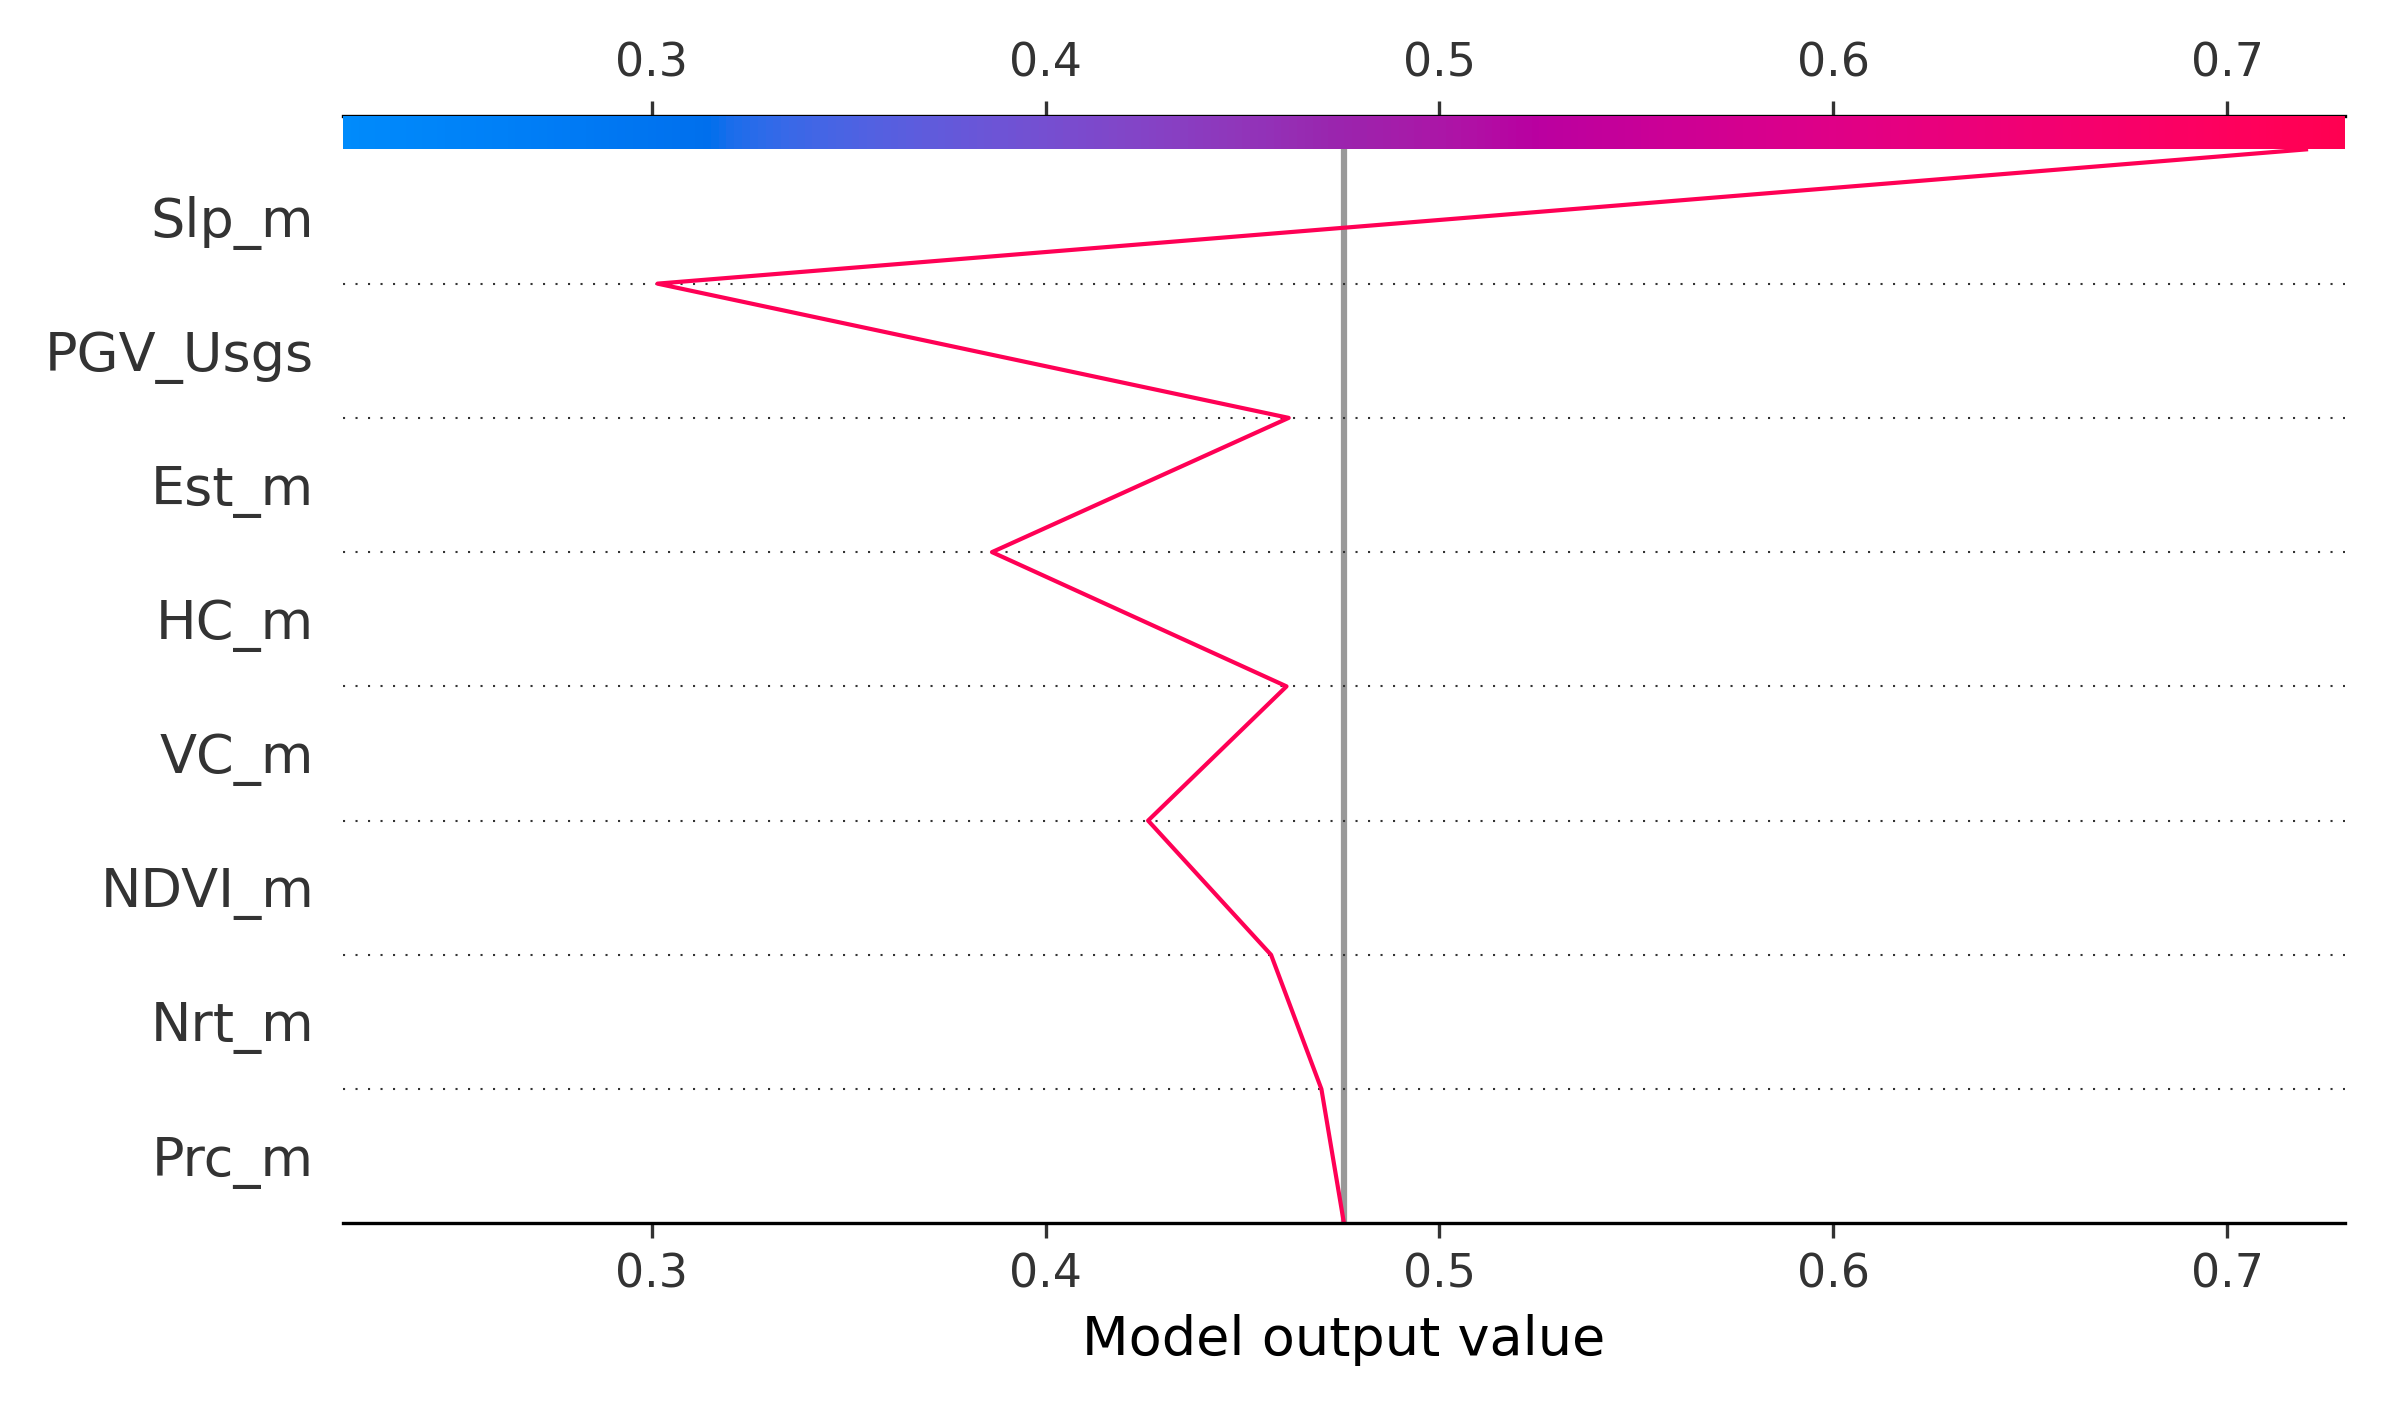 0.3 0.4 0.5 0.6 0.7
Slp_m
PGV_Usgs
Est_m
HC_m
VC_m
NDVI_m
Nrt_m
Prc_m
0.3 0.4 0.5 0.6 0.7
Model output value